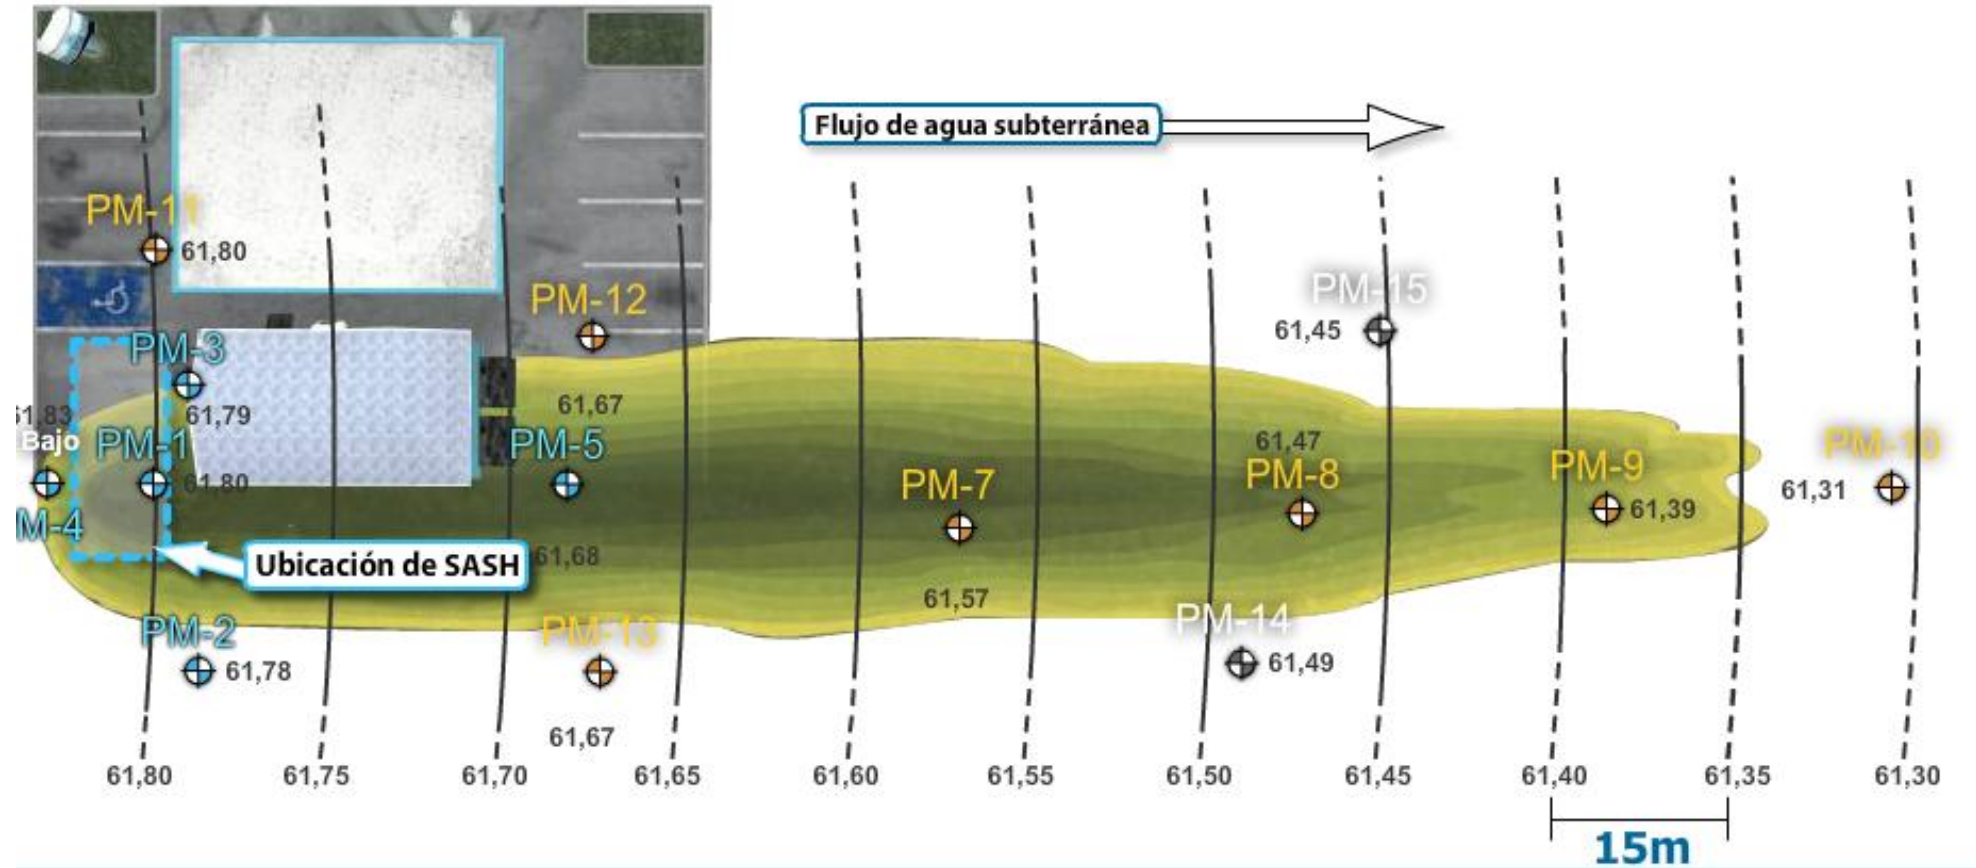 Flujo de agua subterránea
PM-11
61,80
PM-12
PM-15
61,45
PM-3
61,83
61,79
61,67
Bajo
PM-1
PM-5
61,47
61,80
PM-7
PM-8
PM-9
PM-10
61,31
M-4
61,39
Ubicación de SASH
61,68
61,57
PM-2
PM-13
PM-14
61,78
61,49
61,67
61,80
61,75
61,70
61,65
61,60
61,55
61,50
61,45
61,40
61,35
61,30
15m